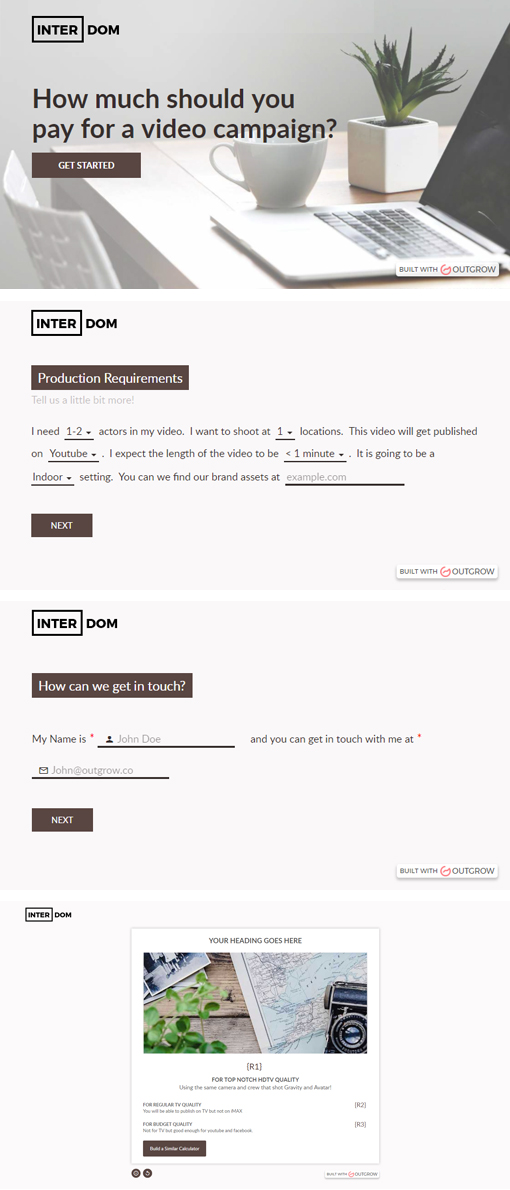 INTER DOM
How much should you
pay for a video campaign?
GET STARTED
BUILT WITH OUTGROW
INTER DOM
Production Requirements
Tell us a little bit more!
I need 1-2 actors in my video. I want to shoot at 1 locations. This video will get published
on Youtube . I expect the length of the video to be < 1 minute . It is going to be a
Indoor setting. You can we find our brand assets at example.com
NEXT
BUILT WITH OUTGROW
INTER DOM
How can we get in touch?
My Name is * John Doe and you can get in touch with me at *
John@outgrow.co
NEXT
BUILT WITH OUTGROW
INTER DOM
YOUR HEADING GOES HERE
{R1}
FOR TOP NOTCH HDTV QUALITY
Using the same camera and crew that shot Gravity and Avatar!
FOR REGULAR TV QUALITY {R2}
You will be able to publish on TV but not on iMAX
FOR BUDGET QUALITY {R3}
Not for TV but good enough for youtube and facebook
Build a Similar Calculator
BUILT WITH OUTGROW